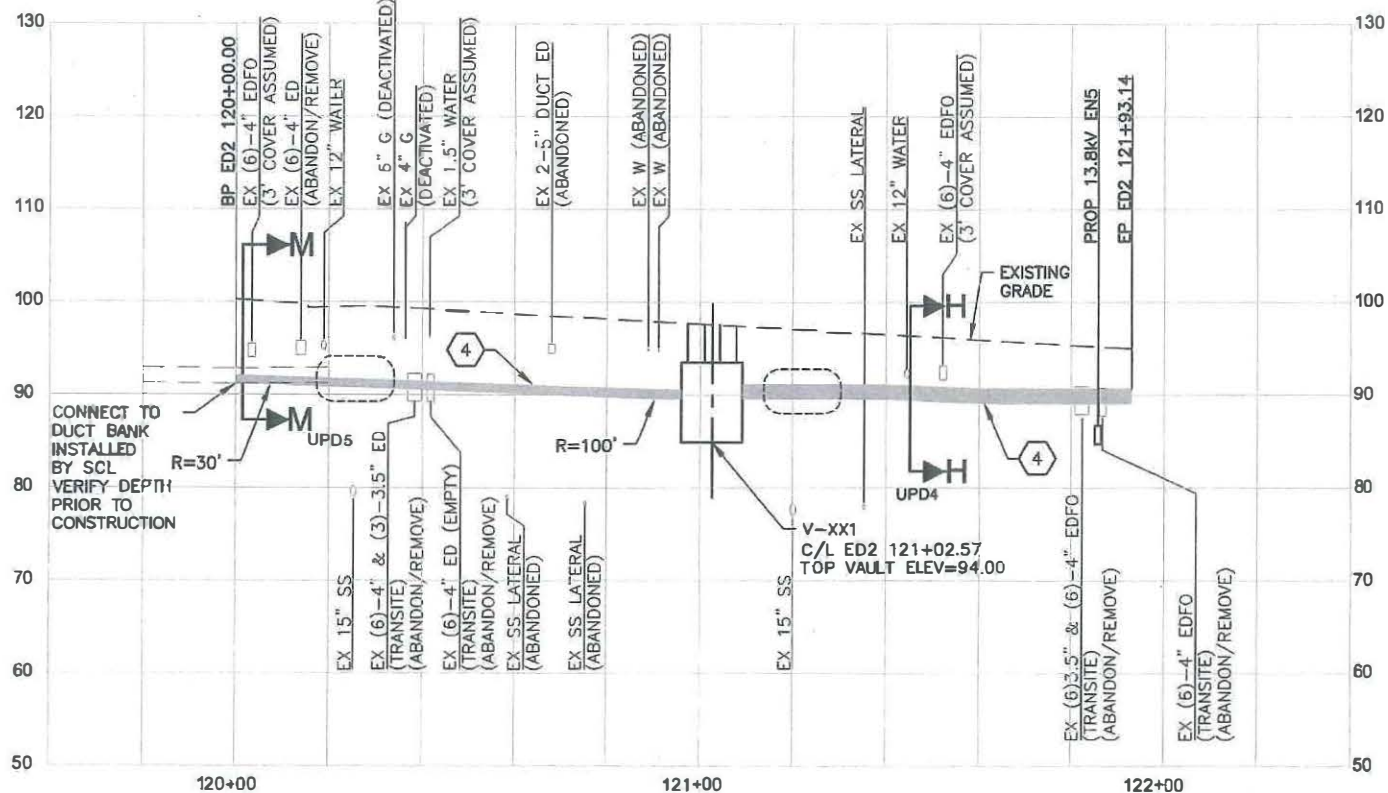 130
120
110
100
90
80
70
60
50
BP ED2 120+00.00
EX (6)-4" EDFO
(3' COVER ASSUMED)
EX (6)-4" ED
(ABANDON/REMOVE)
EX 12" WATER
EX 6" G (DEACTIVATED)
EX 4" G
(DEACTIVATED)
EX 1.5" WATER
(3' COVER ASSUMED)
EX 2-5" DUCT ED
(ABANDONED)
EX W (ABANDONED)
EX W (ABANDONED)
EX SS LATERAL
EX 12" WATER
EX (6)-4" EDFO
(3' COVER ASSUMED)
PROP 13.8kV EN5
EP ED2 121+93.14
M
4
H
EXISTING
GRADE
CONNECT TO
DUCT BANK
INSTALLED
BY SCL
VERIFY DEPTH
PRIOR TO
CONSTRUCTION
R=30'
M
UPD5
R=100'
H
UPD4
4
V-XX1
C/L ED2 121+02.57
TOP VAULT ELEV=94.00
EX 15" SS
EX (6)-4" & (3)-3.5" ED
(TRANSITE)
(ABANDON/REMOVE)
EX (6)-4" ED (EMPTY)
(TRANSITE)
(ABANDON/REMOVE)
EX SS LATERAL
(ABANDONED)
EX SS LATERAL
(ABANDONED)
EX 15" SS
EX (6)3.5" & (6)-4" EDFO
(TRANSITE)
(ABANDON/REMOVE)
EX (6)-4" EDFO
(TRANSITE)
(ABANDON/REMOVE)
130
120
110
100
90
80
70
60
50
120+00
121+00
122+00